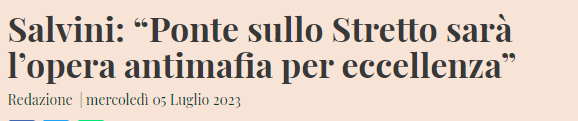 Salvini: “Ponte sullo Stretto sarà
l’opera antimafia per eccellenza”
Redazione | mercoledì 05 Luglio 2023